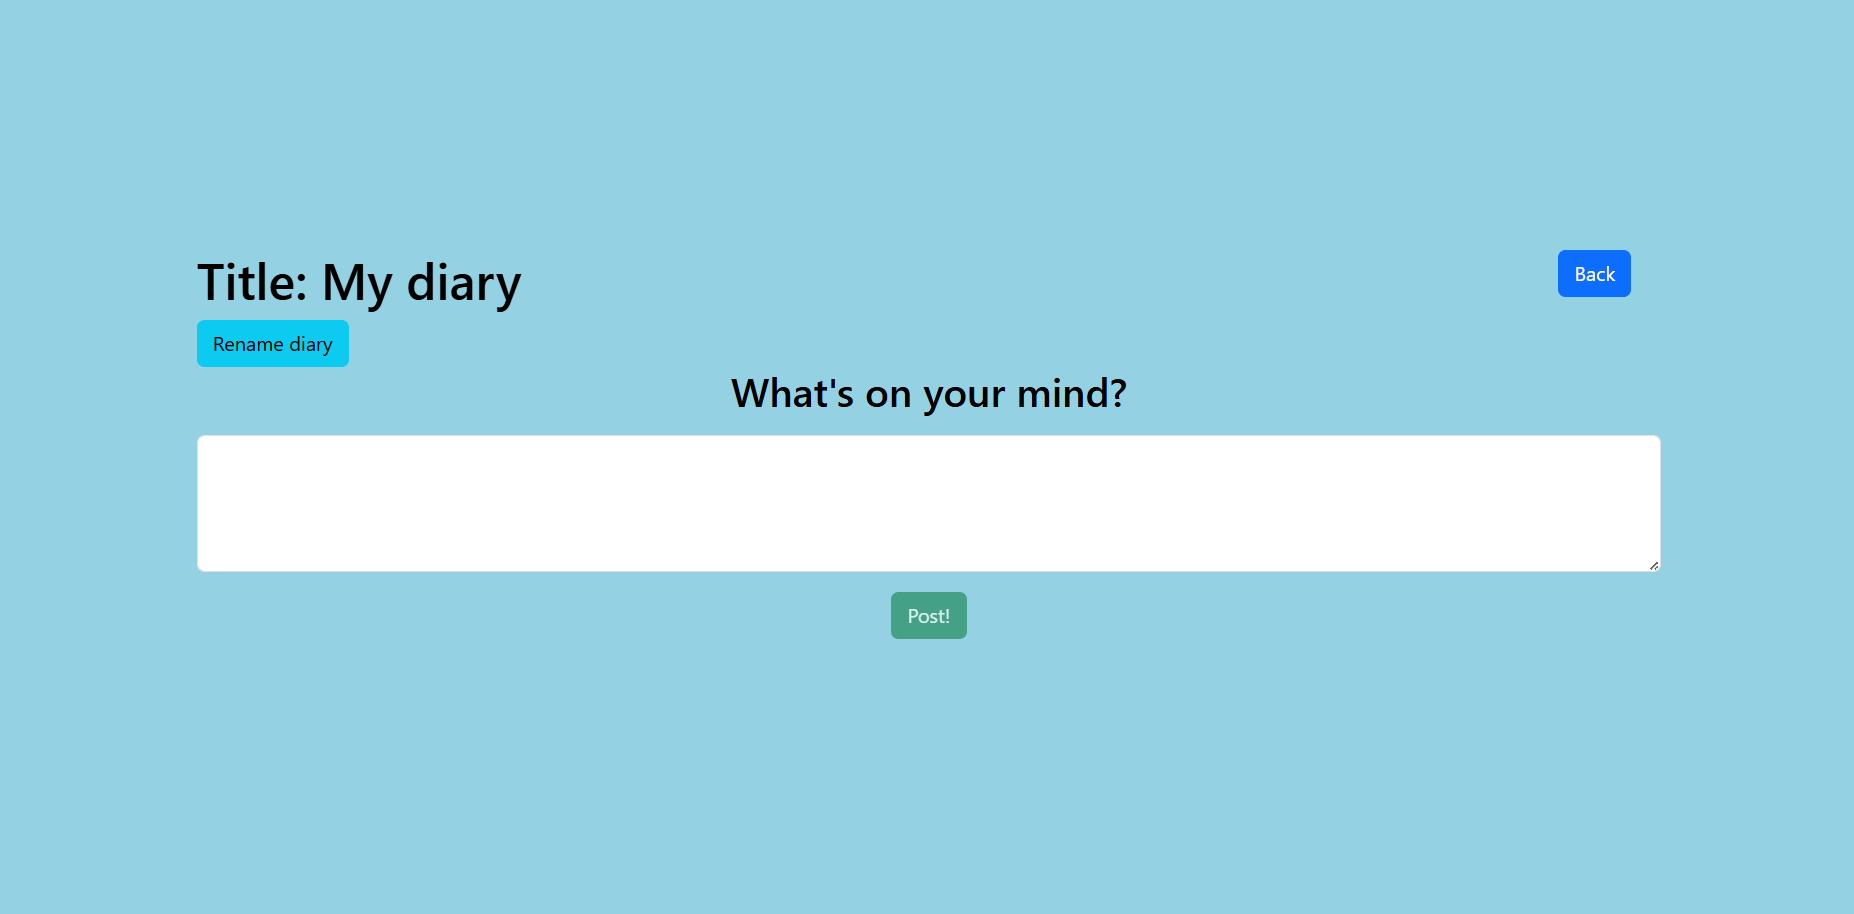 Title: My diary
Back
Rename diary
What's on your mind?
Post!